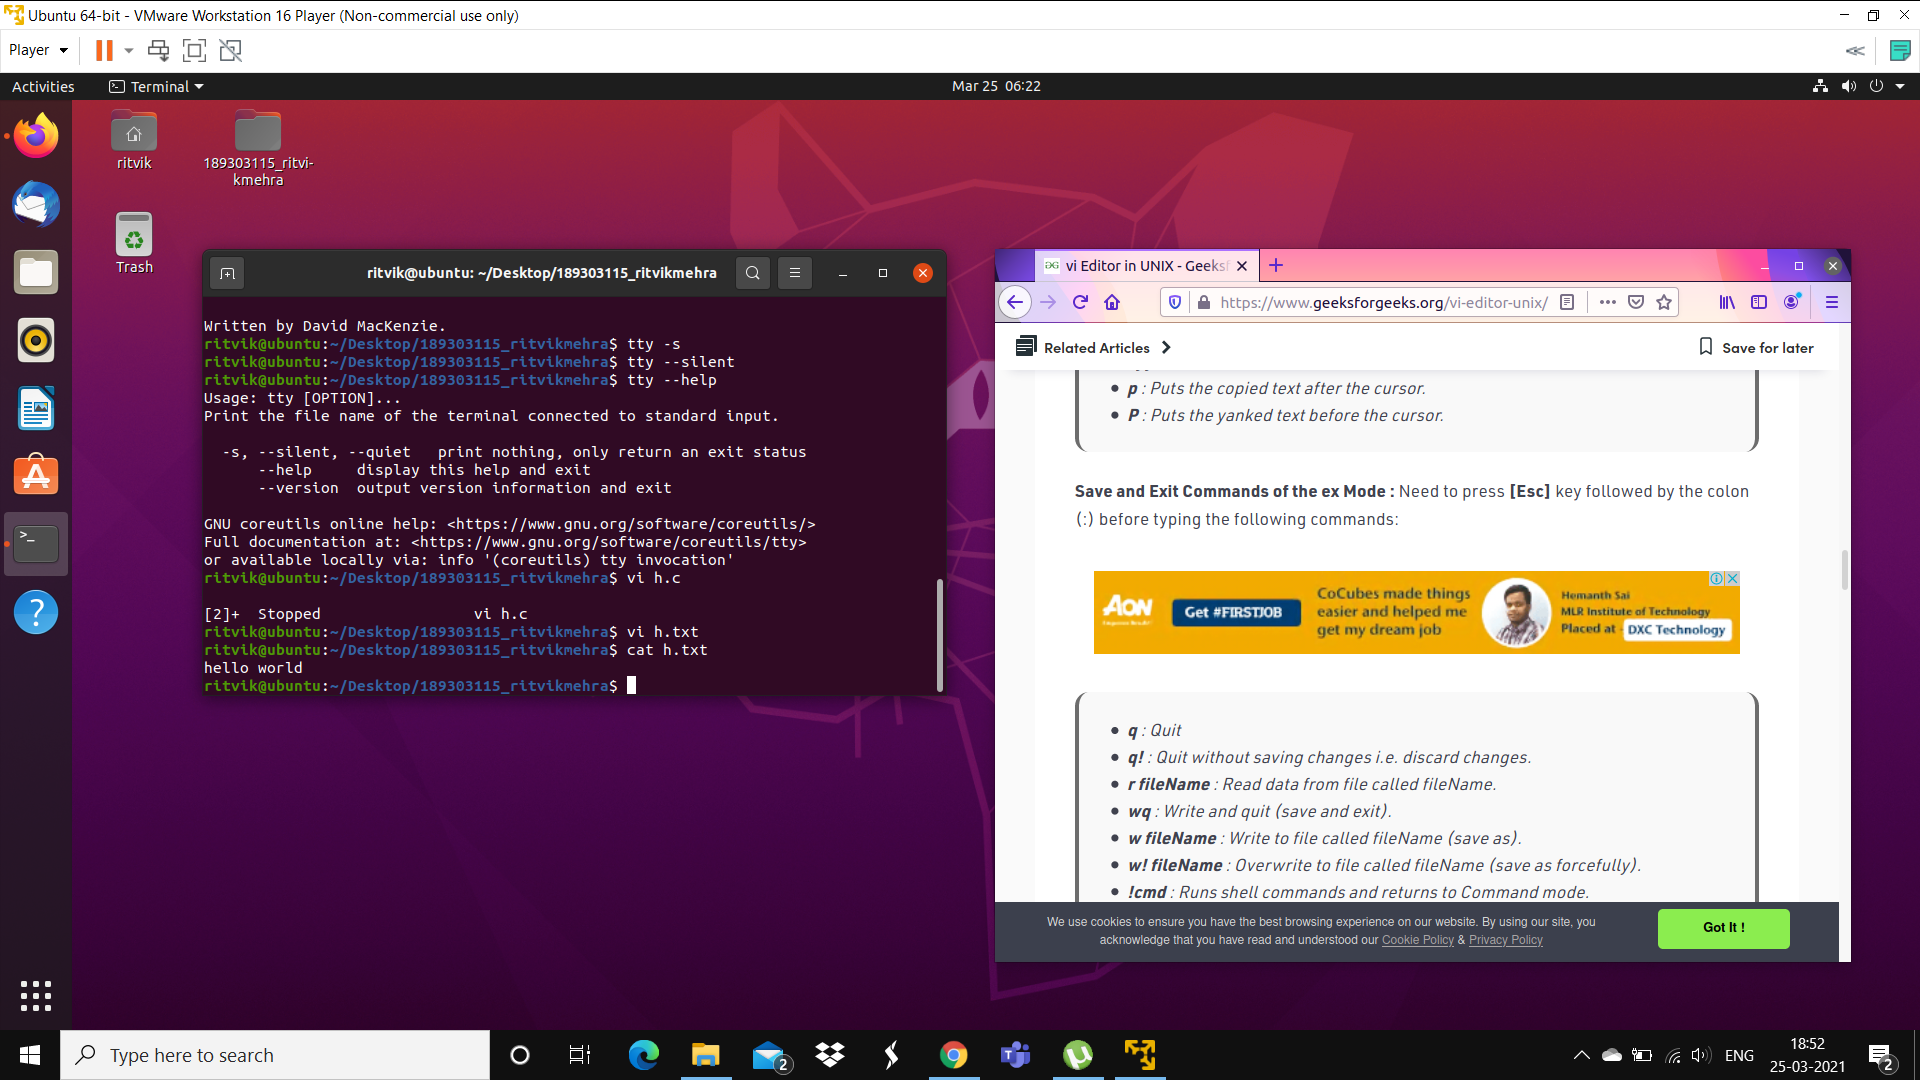 Ubuntu 64-bit - VMware Workstation 16 Player (Non-commercial use only)
Player
Activities
Terminal
Mar 25 06:22
ritvik
189303115_ritvi-
kmehra
Trash
ritvik@ubuntu: ~/Desktop/189303115_ritvikmehra
Written by David MacKenzie.
ritvik@ubuntu:~/Desktop/189303115_ritvikmehra$ tty -s
ritvik@ubuntu:~/Desktop/189303115_ritvikmehra$ tty --silent
ritvik@ubuntu:~/Desktop/189303115_ritvikmehra$ tty --help
Usage: tty [OPTION]...
Print the file name of the terminal connected to standard input.
-s, --silent, --quiet   print nothing, only return an exit status
--help     display this help and exit
--version  output version information and exit
GNU coreutils online help: <https://www.gnu.org/software/coreutils/>
Full documentation at: <https://www.gnu.org/software/coreutils/tty>
or available locally via: info '(coreutils) tty invocation'
ritvik@ubuntu:~/Desktop/189303115_ritvikmehra$ vi h.c
[2]+  Stopped                 vi h.c
ritvik@ubuntu:~/Desktop/189303115_ritvikmehra$ vi h.txt
ritvik@ubuntu:~/Desktop/189303115_ritvikmehra$ cat h.txt
hello world
ritvik@ubuntu:~/Desktop/189303115_ritvikmehra$
vi Editor in UNIX - Geeksf
https://www.geeksforgeeks.org/vi-editor-unix/
Related Articles
Save for later
p : Puts the copied text after the cursor.
P : Puts the yanked text before the cursor.
Save and Exit Commands of the ex Mode : Need to press [Esc] key followed by the colon
(:) before typing the following commands:
AON
Get #FIRSTJOB
CoCubes made things
easier and helped me
get my dream job
Hemanth Sai
MLR Institute of Technology
Placed at - DXC Technology
q : Quit
q! : Quit without saving changes i.e. discard changes.
r fileName : Read data from file called fileName.
wq : Write and quit (save and exit).
w fileName : Write to file called fileName (save as).
w! fileName : Overwrite to file called fileName (save as forcefully).
!cmd : Runs shell commands and returns to Command mode.
We use cookies to ensure you have the best browsing experience on our website. By using our site, you
acknowledge that you have read and understood our Cookie Policy & Privacy Policy
Got It !
Type here to search
2
ENG
18:52
25-03-2021
2